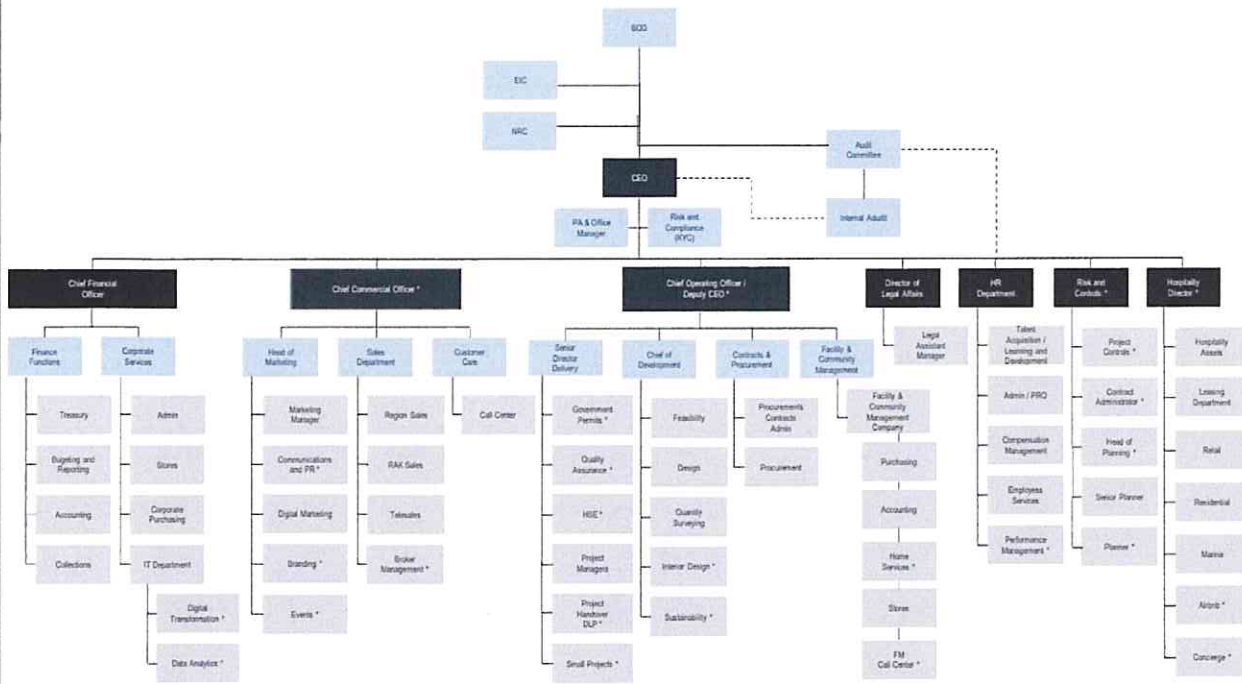 BOD
EIC
NRC
Audit
Committee
CEO
Internal Adudit
PA & Office
Manager
Risk and
Compliance
(KYC)
Chief Financial
Officer
Chief Commercial Officer *
Chief Operating Officer /
Deputy CEO *
Director of
Legal Affairs
HR
Department
Risk and
Controls *
Hospitality
Director *
Finance
Functions
Corporate
Services
Head of
Marketing
Sales
Department
Customer
Care
Senior
Director
Delivery
Chief of
Development
Contracts &
Procurement
Facility &
Community
Management
Legal
Assistant
Manager
Talent
Acquisition /
Learning and
Development
Project
Controls *
Hospitality
Assets
Treasury
Admin
Marketing
Manager
Region Sales
Call Center
Government
Permits *
Feasibility
Procurements
Contracts
Admin
Facility &
Community
Management
Company
Admin / PRO
Contract
Administrator *
Leasing
Department
Bugeting and
Reporting
Stores
Communications
and PR *
RAK Sales
Quality
Assurance *
Design
Procurement
Purchasing
Compensation
Management
Head of
Planning *
Retail
Accounting
Corporate
Purchasing
Digital Marketing
Telesales
HSE *
Quantity
Surveying
Accounting
Employess
Services
Senior Planner
Residential
Collections
IT Department
Branding *
Broker
Management *
Project
Managers
Interior Design *
Home
Services *
Performance
Management *
Planner *
Marina
Digital
Transformation *
Events *
Project
Handover
DLP *
Sustainability *
Stores
Airbnb *
Data Analytics *
Small Projects *
FM
Call Center *
Concierge *